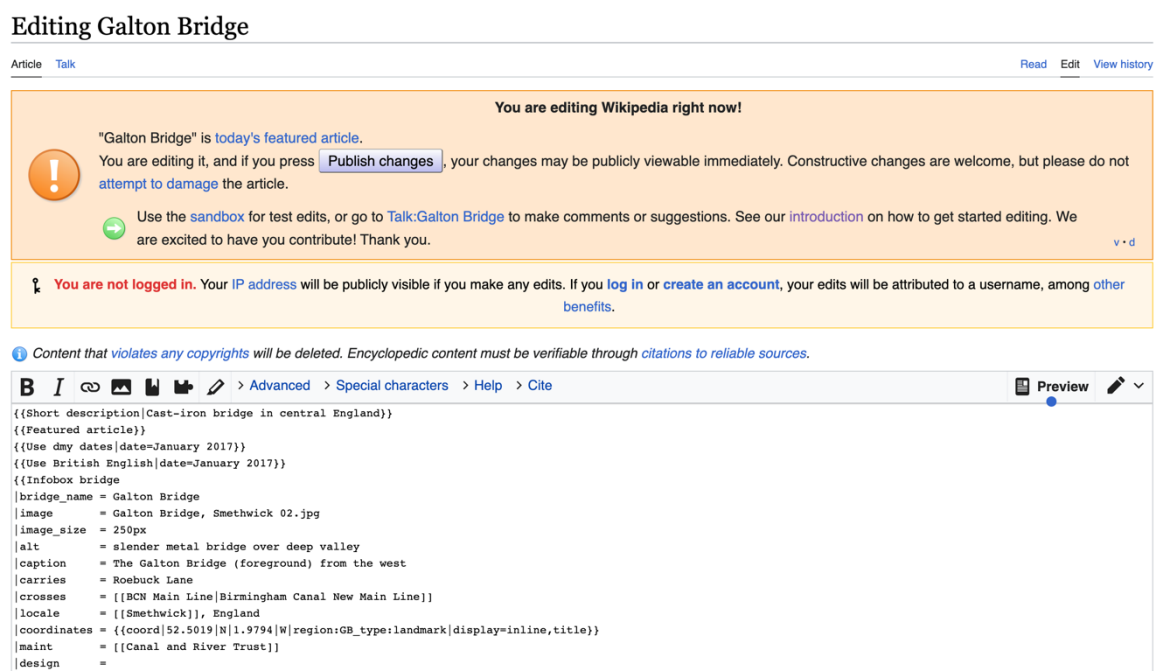 Editing Galton Bridge
Article Talk Read Edit View history
You are editing Wikipedia right now!
"Galton Bridge" is today's featured article.
You are editing it, and if you press Publish changes, your changes may be publicly viewable immediately. Constructive changes are welcome, but please do not
attempt to damage the article.
Use the sandbox for test edits, or go to Talk:Galton Bridge to make comments or suggestions. See our introduction on how to get started editing. We
are excited to have you contribute! Thank you.
v • d
You are not logged in. Your IP address will be publicly visible if you make any edits. If you log in or create an account, your edits will be attributed to a username, among other
benefits.
Content that violates any copyrights will be deleted. Encyclopedic content must be verifiable through citations to reliable sources.
B I > Advanced > Special characters > Help > Cite Preview
{{Short description|Cast-iron bridge in central England}}
{{Featured article}}
{{Use dmy dates|date=January 2017}}
{{Use British English|date=January 2017}}
{{Infobox bridge
|bridge_name = Galton Bridge
|image = Galton Bridge, Smethwick 02.jpg
|image_size = 250px
|alt = slender metal bridge over deep valley
|caption = The Galton Bridge (foreground) from the west
|carries = Roebuck Lane
|crosses = [[BCN Main Line|Birmingham Canal New Main Line]]
|locale = [[Smethwick]], England
|coordinates = {{coord|52.5019|N|1.9794|W|region:GB_type:landmark|display=inline,title}}
|maint = [[Canal and River Trust]]
|design =